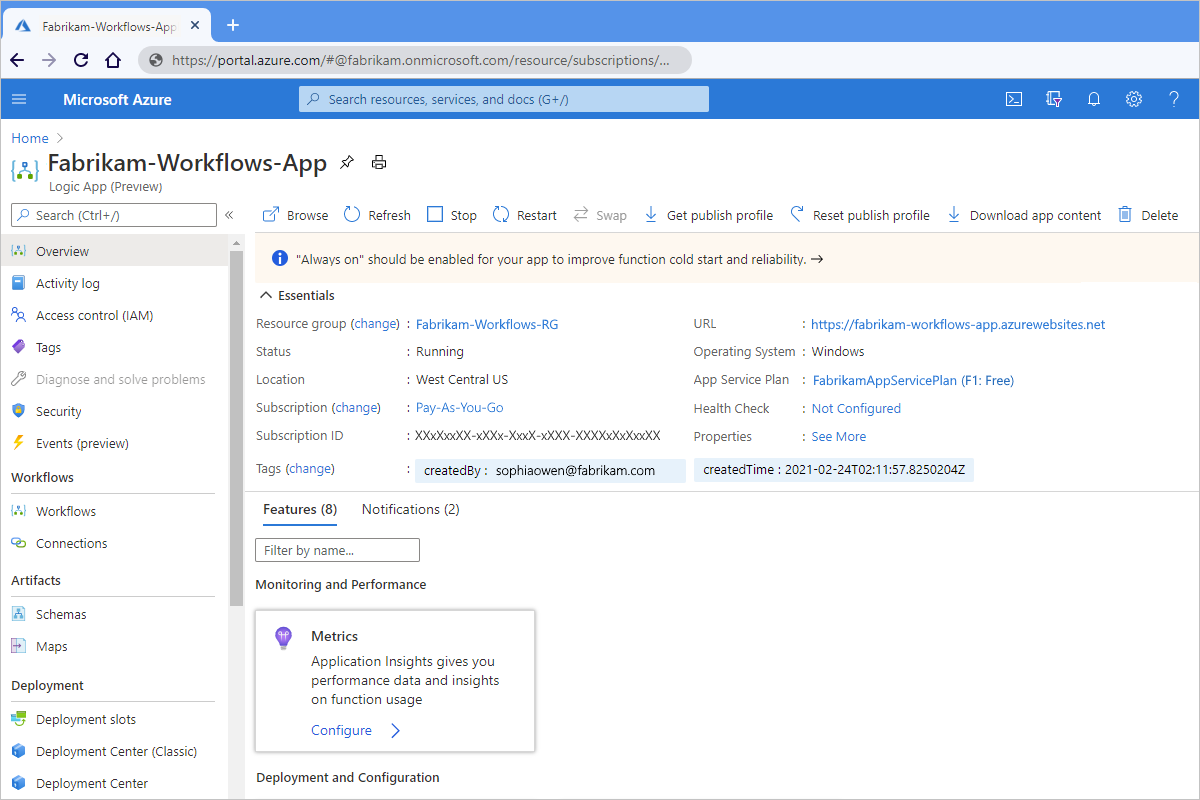 Fabrikam-Workflows-App
https://portal.azure.com/#@fabrikam.onmicrosoft.com/resource/subscriptions/...
Microsoft Azure
Search resources, services, and docs (G+/)
Home
Fabrikam-Workflows-App
Logic App (Preview)
Search (Ctrl+/)
Overview
Activity log
Access control (IAM)
Tags
Diagnose and solve problems
Security
Events (preview)
Workflows
Workflows
Connections
Artifacts
Schemas
Maps
Deployment
Deployment slots
Deployment Center (Classic)
Deployment Center
Browse Refresh Stop Restart Swap Get publish profile Reset publish profile Download app content Delete
"Always on" should be enabled for your app to improve function cold start and reliability. →
Essentials
Resource group (change) : Fabrikam-Workflows-RG
Status : Running
Location : West Central US
Subscription (change) : Pay-As-You-Go
Subscription ID : XXxXxxXX-xXXx-XxxX-xXXX-XXXXxXxXxxXX
Tags (change) : createdBy : sophiaowen@fabrikam.com createdTime : 2021-02-24T02:11:57.8250204Z
URL : https://fabrikam-workflows-app.azurewebsites.net
Operating System : Windows
App Service Plan : FabrikamAppServicePlan (F1: Free)
Health Check : Not Configured
Properties : See More
Features (8) Notifications (2)
Filter by name...
Monitoring and Performance
Metrics
Application Insights gives you
performance data and insights
on function usage
Configure
Deployment and Configuration